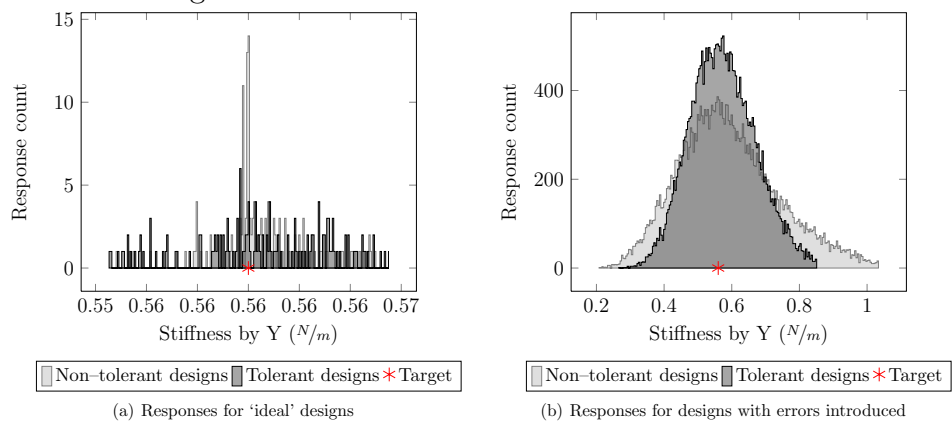 15
10
5
0
Response count
0.55 0.56 0.56 0.56 0.56 0.56 0.57
Stiffness by Y (N/m)
Non–tolerant designs Tolerant designs Target
(a) Responses for ‘ideal’ designs
400
200
0
Response count
0.2 0.4 0.6 0.8 1
Stiffness by Y (N/m)
Non–tolerant designs Tolerant designs Target
(b) Responses for designs with errors introduced